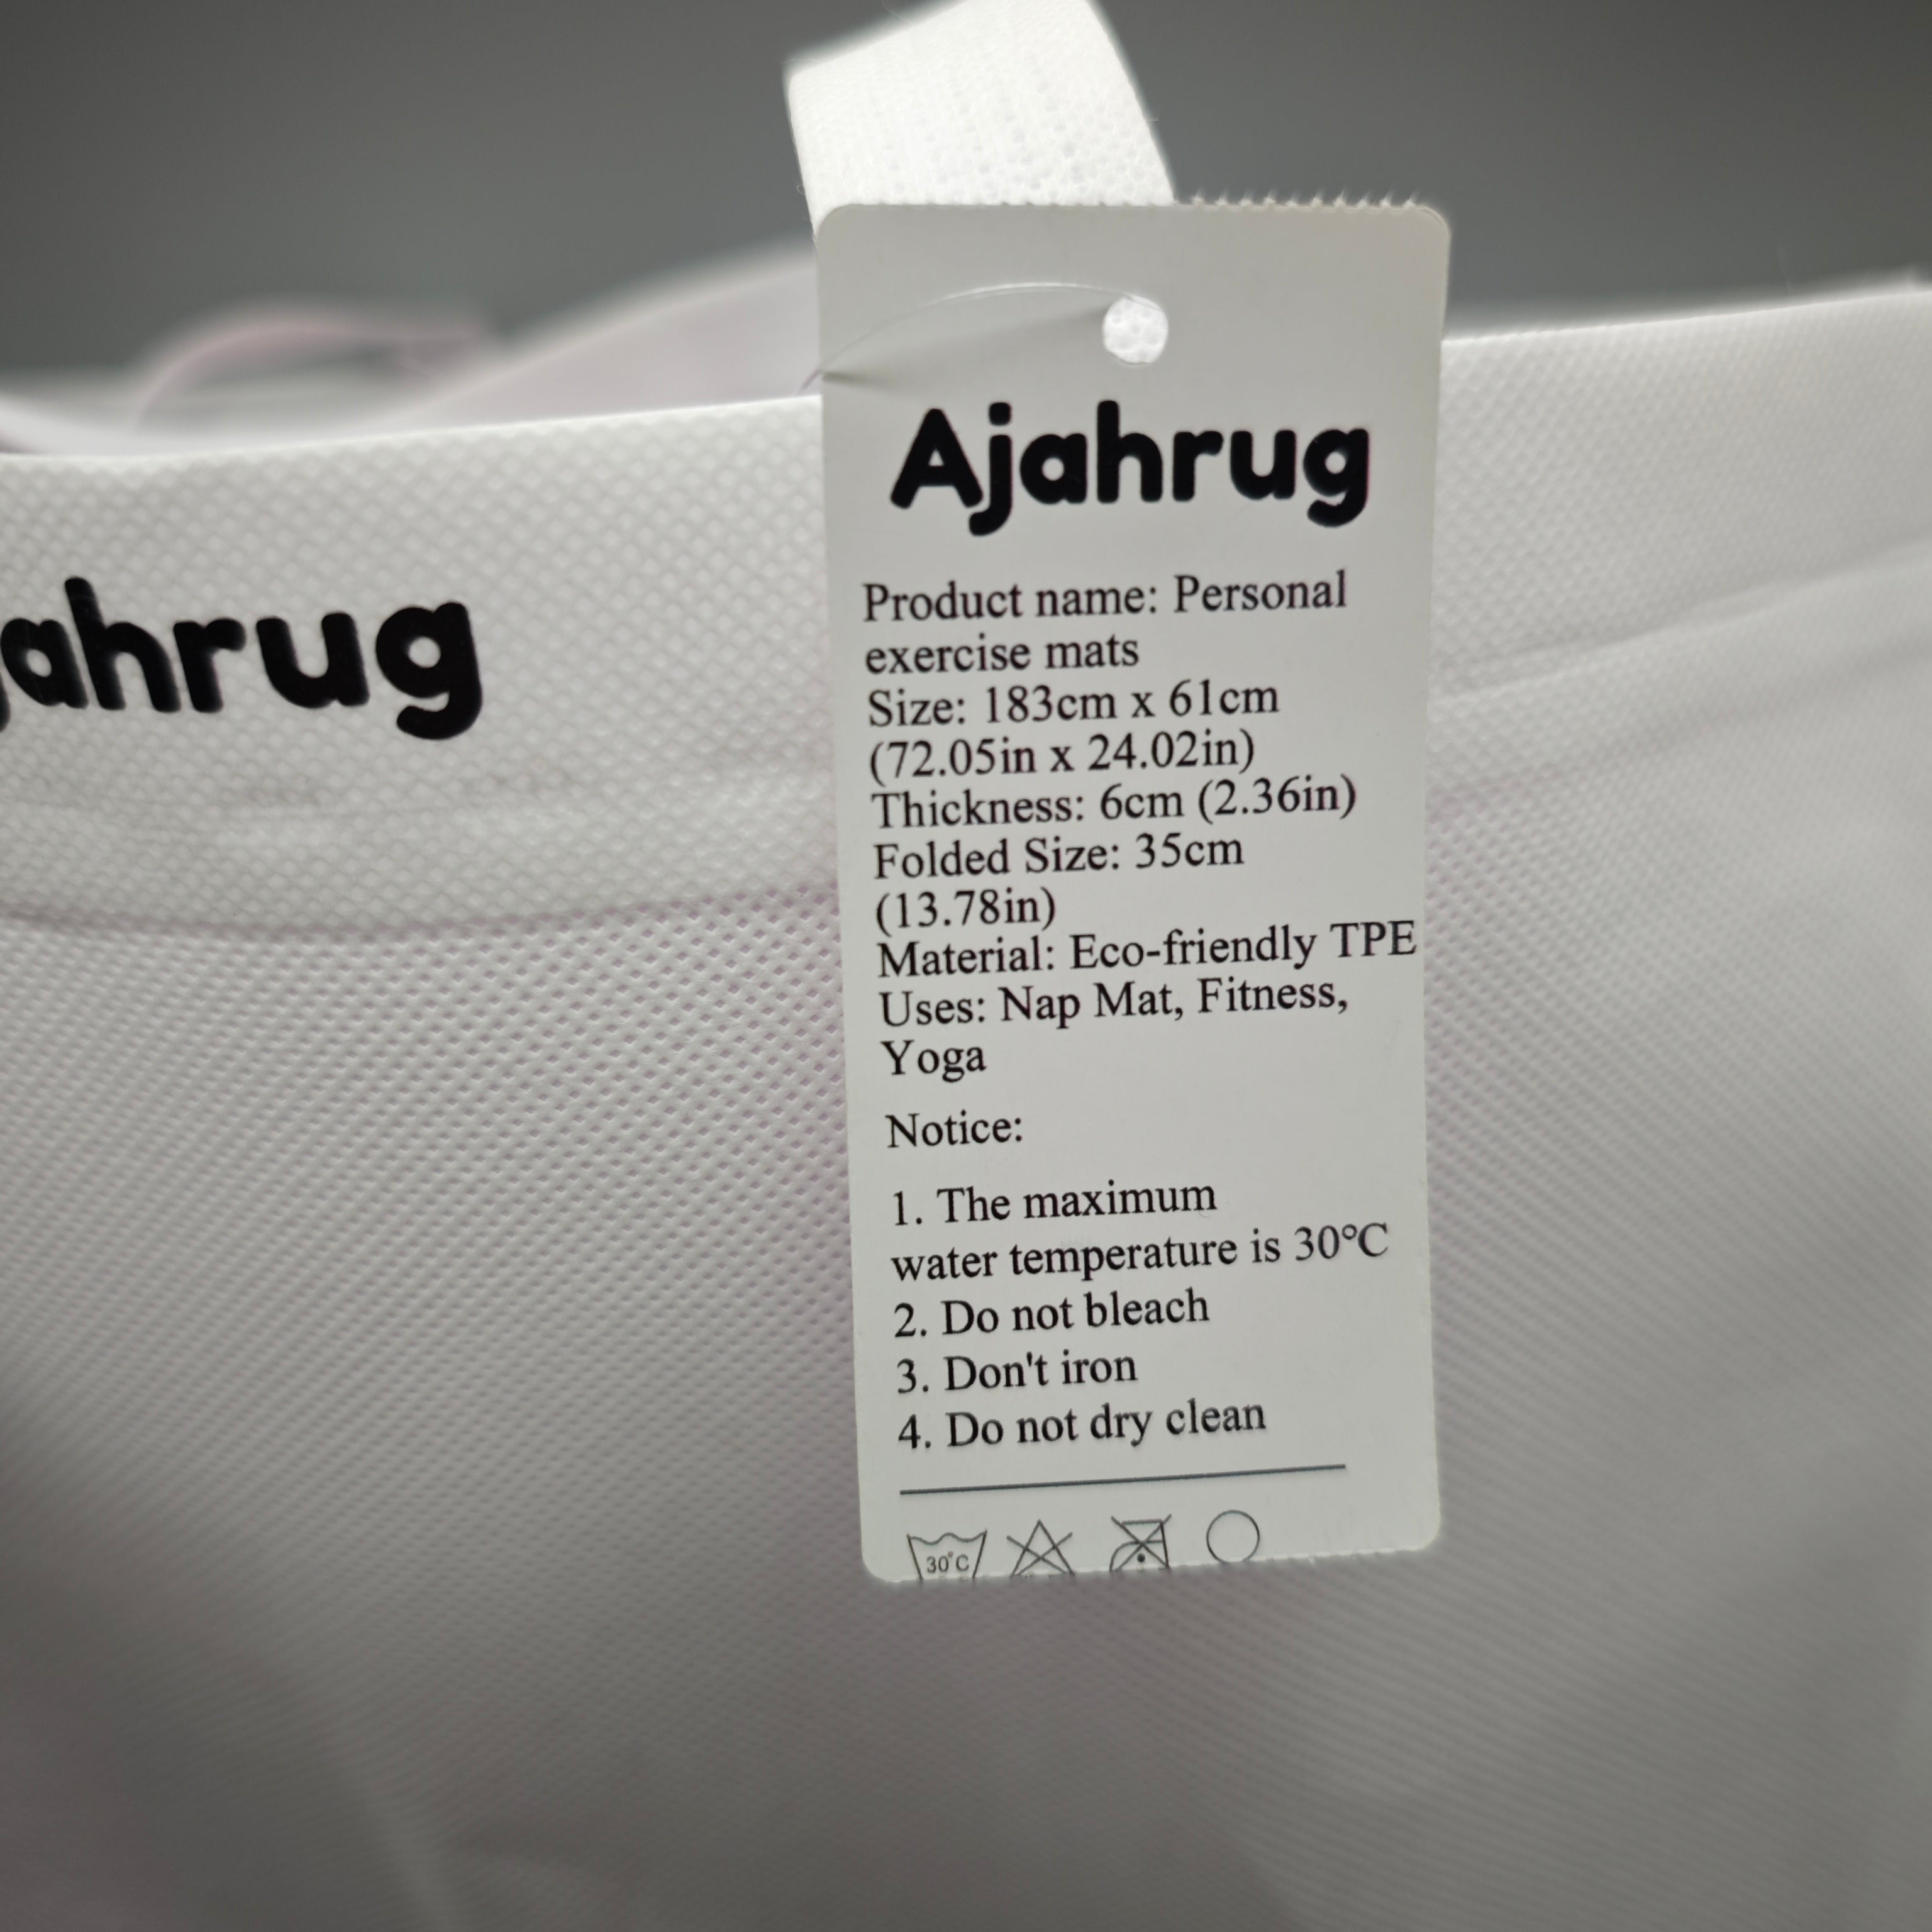 Ajahrug
Product name: Personal
exercise mats
Size: 183cm x 61cm
(72.05in x 24.02in)
Thickness: 6cm (2.36in)
Folded Size: 35cm
(13.78in)
Material: Eco-friendly TPE
Uses: Nap Mat, Fitness,
Yoga
Notice:
1. The maximum
water temperature is 30℃
2. Do not bleach
3. Don't iron
4. Do not dry clean
30°C
ahrug